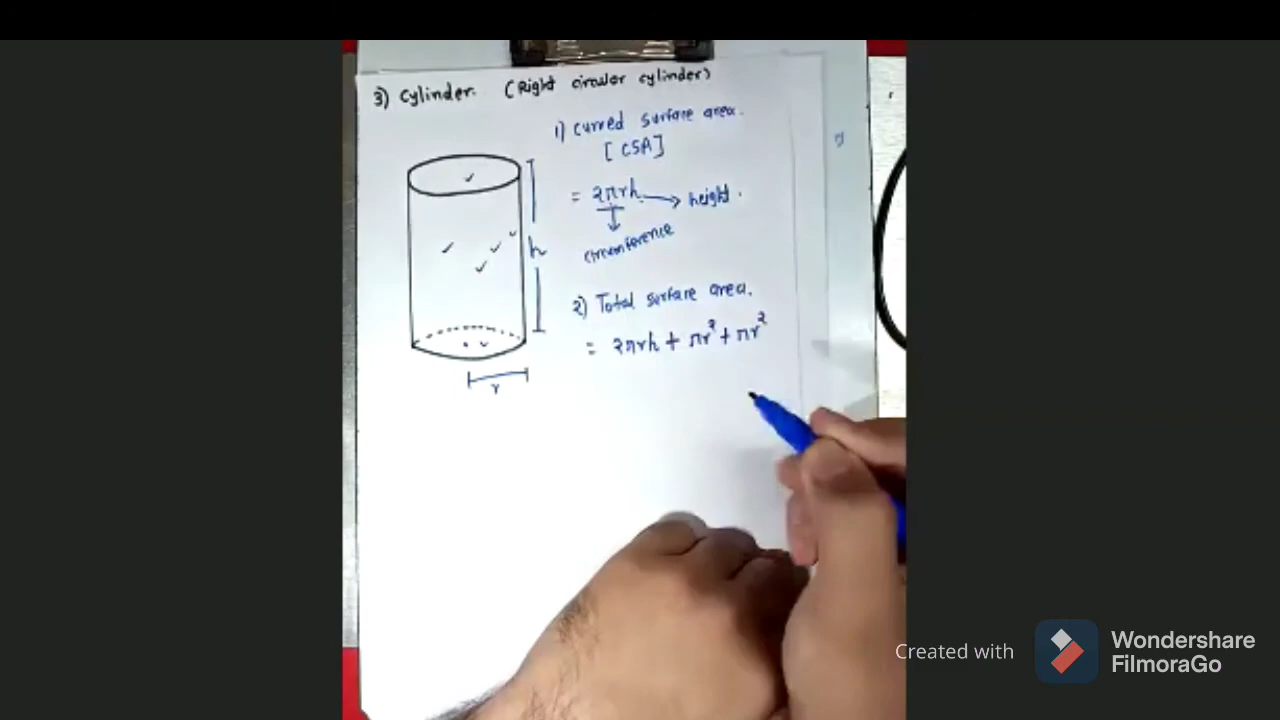 3) Cylinder. (Right circular cylinder)
1) Curved surface area.
[CSA]
= 2πrh → height.
circumference
h
2) Total surface area.
= 2πrh + πr² + πr²
r
Created with
Wondershare
FilmoraGo